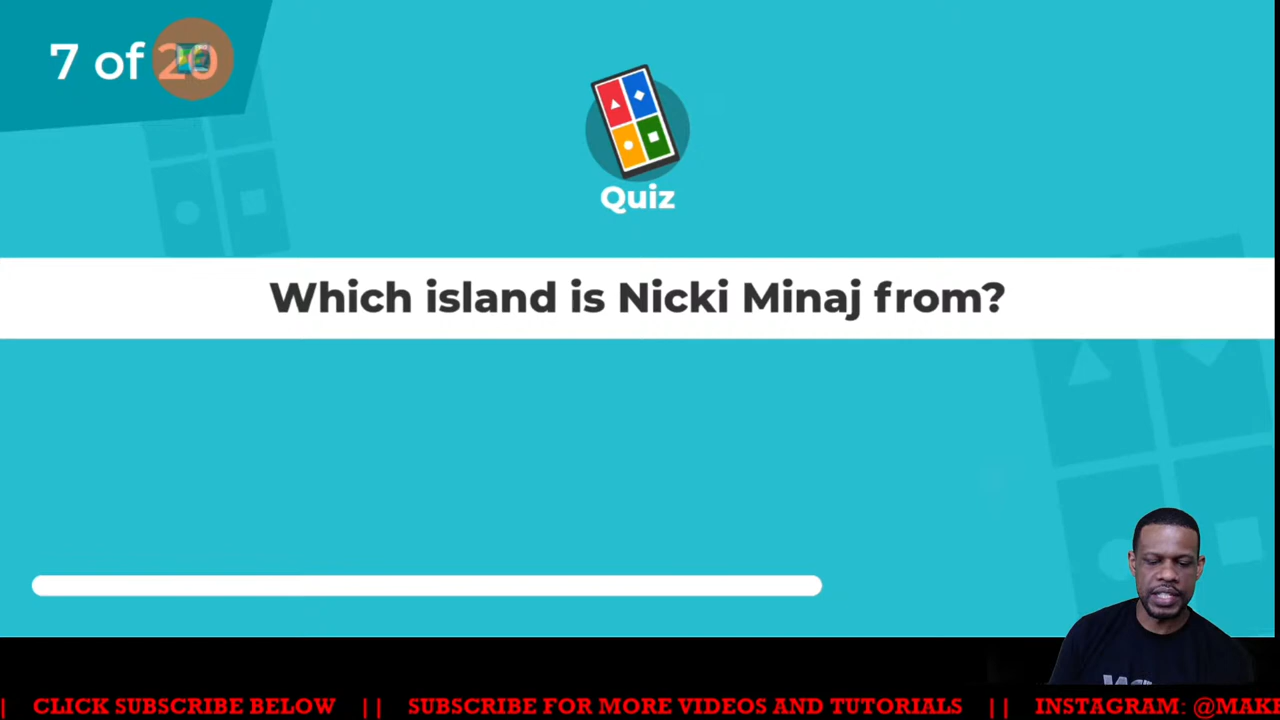 7 of 20
Quiz
Which island is Nicki Minaj from?
| CLICK SUBSCRIBE BELOW || SUBSCRIBE FOR MORE VIDEOS AND TUTORIALS || INSTAGRAM: @MAKE